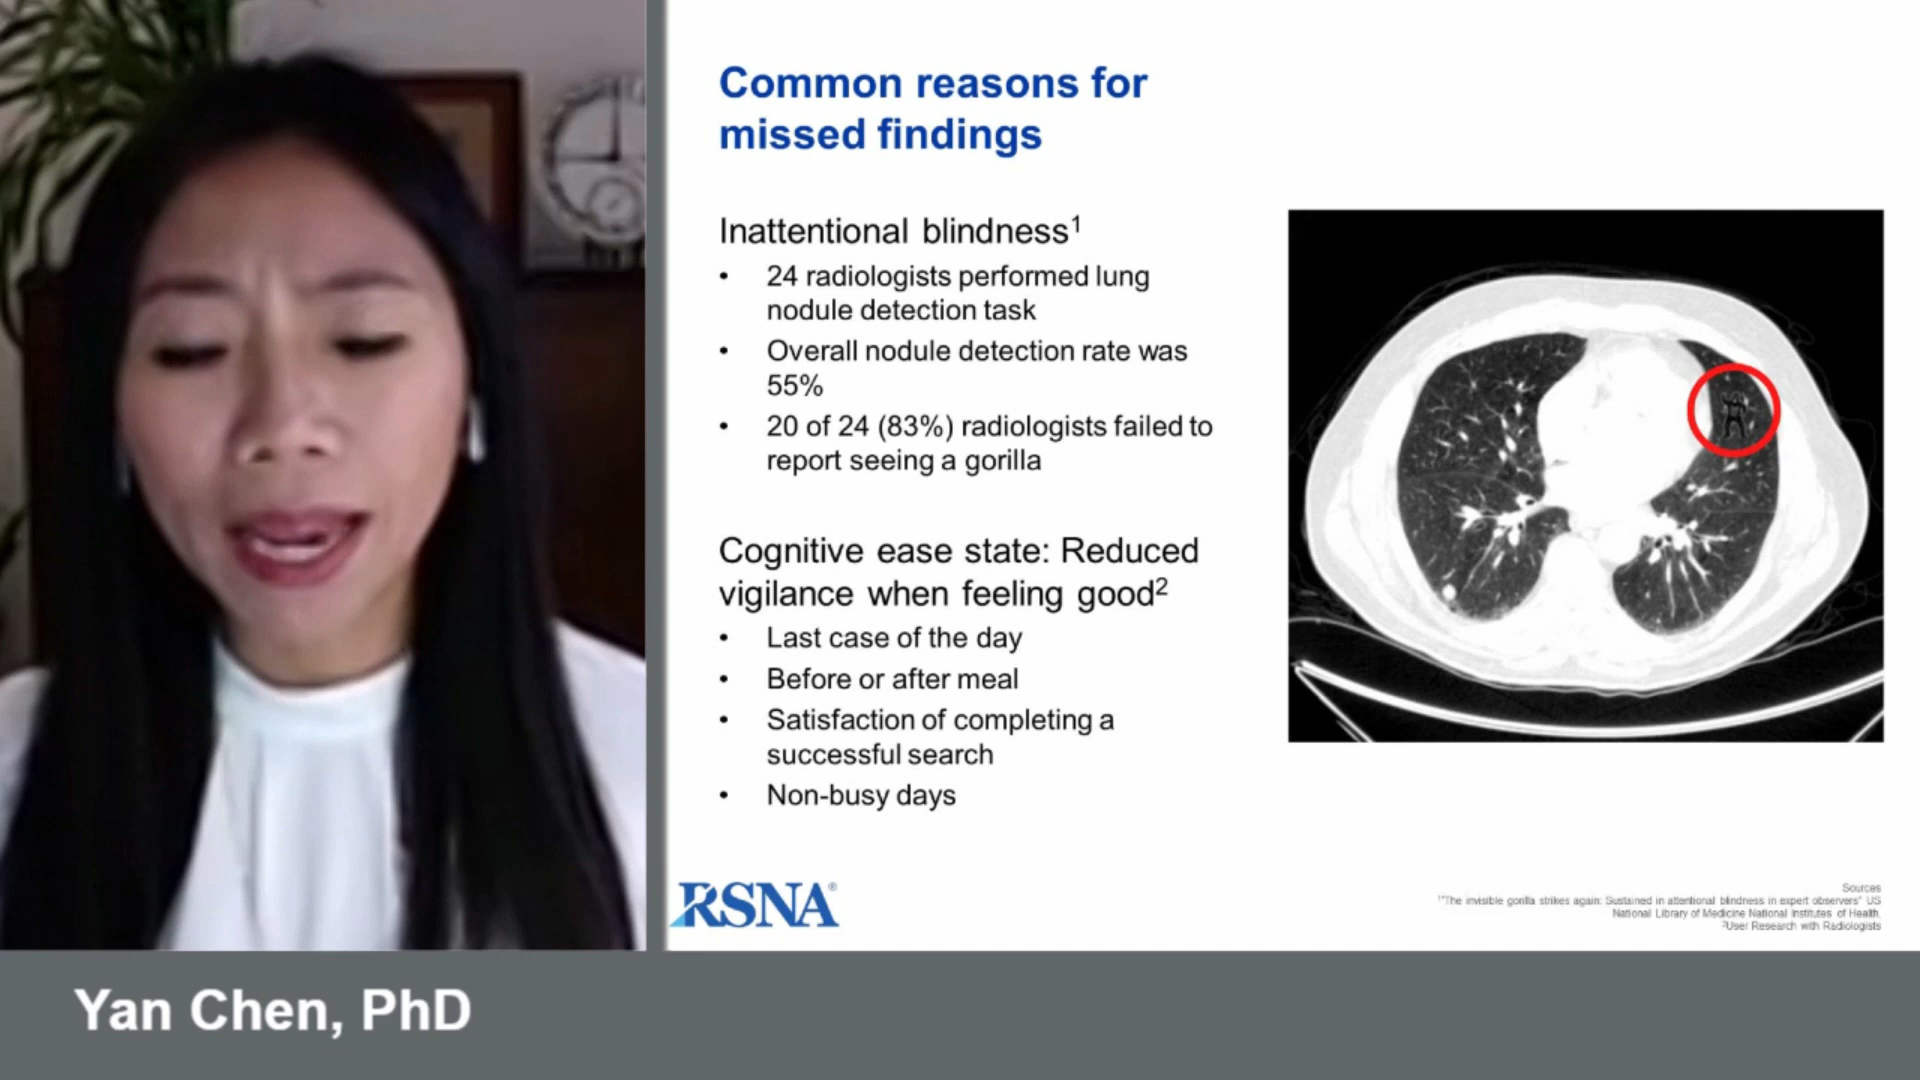 Common reasons for
missed findings
Inattentional blindness1
• 24 radiologists performed lung
nodule detection task
• Overall nodule detection rate was
55%
• 20 of 24 (83%) radiologists failed to
report seeing a gorilla
Cognitive ease state: Reduced
vigilance when feeling good2
• Last case of the day
• Before or after meal
• Satisfaction of completing a
successful search
• Non-busy days
RSNA®
Sources
1"The invisible gorilla strikes again: Sustained in attentional blindness in expert observers" US
National Library of Medicine National Institutes of Health,
2User Research with Radiologists
Yan Chen, PhD